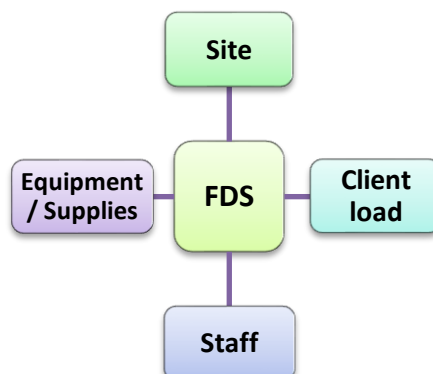 Site
Equipment
/ Supplies
FDS
Client
load
Staff